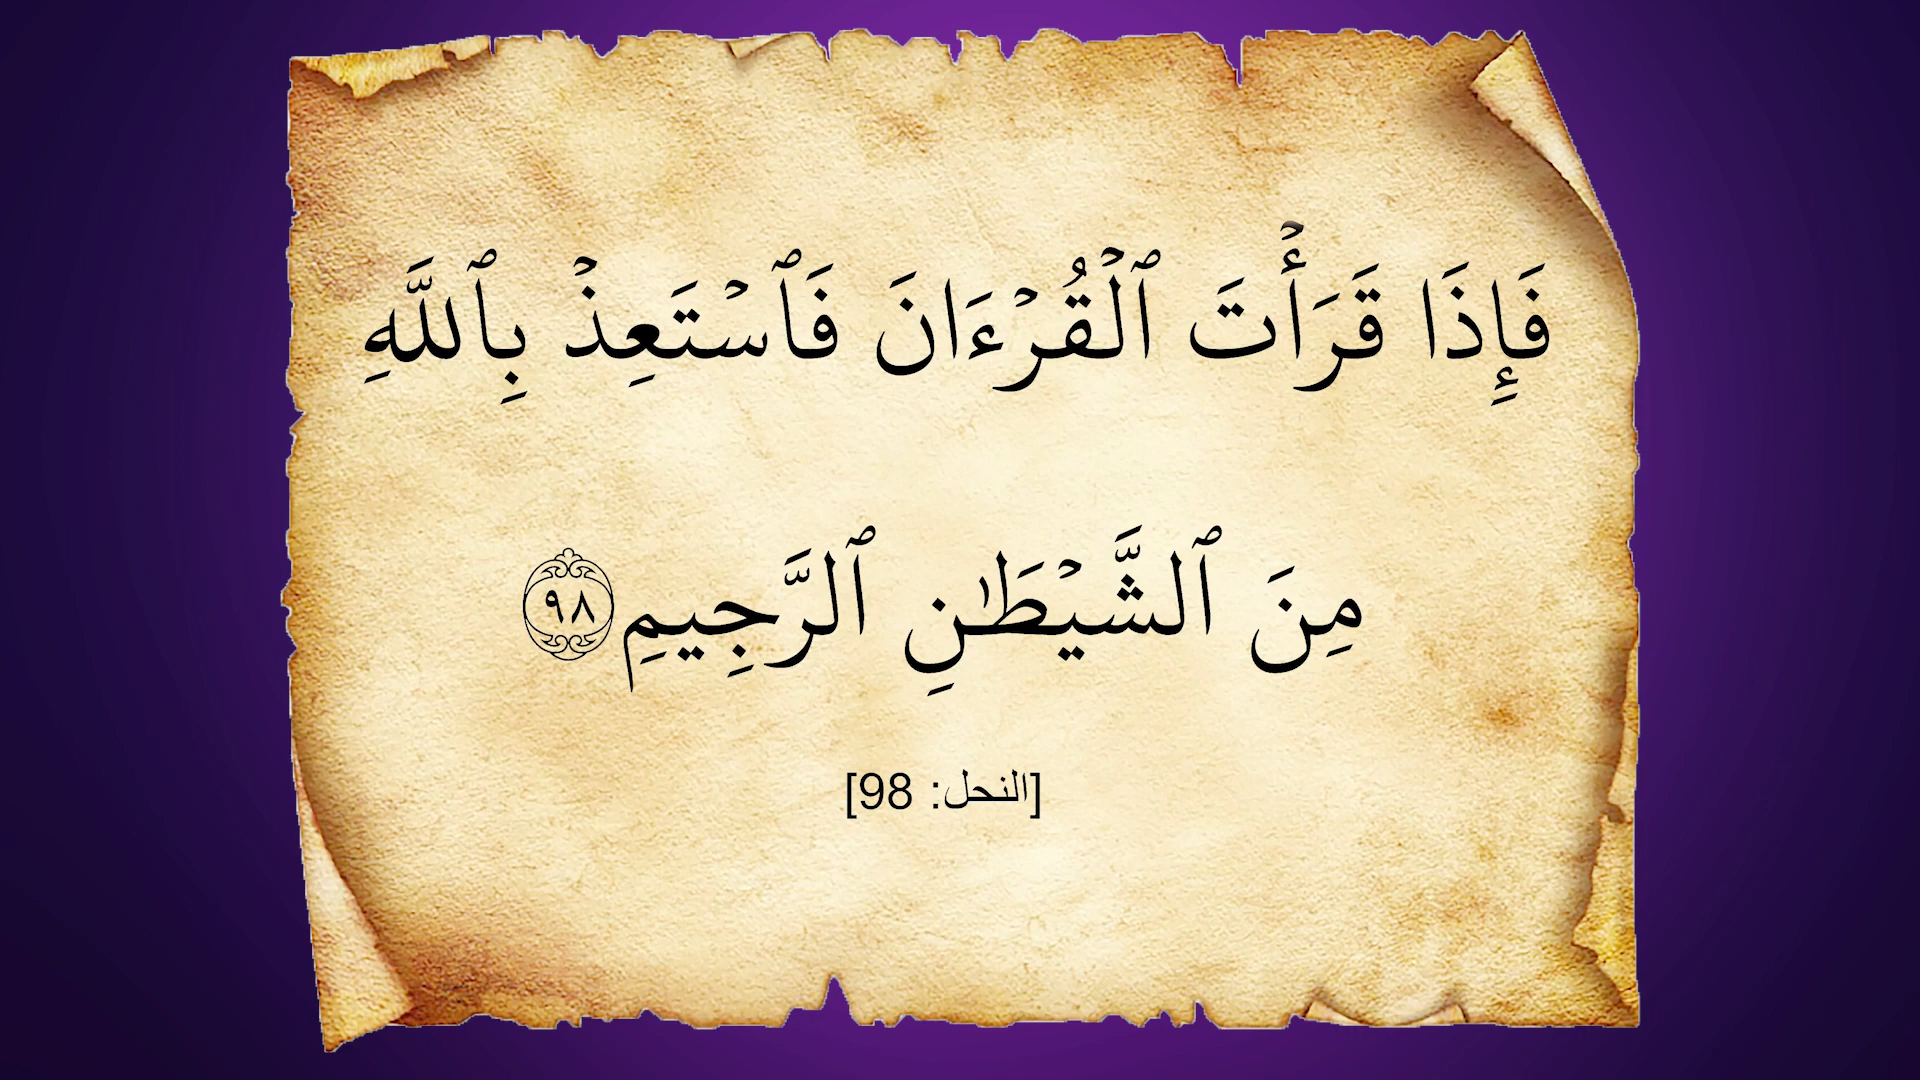 فَإِذَا قَرَأۡتَ ٱلۡقُرۡءَانَ فَٱسۡتَعِذۡ بِٱللَّهِ
مِنَ ٱلشَّيۡطَٰنِ ٱلرَّجِيمِ ٩٨
[النحل: 98]